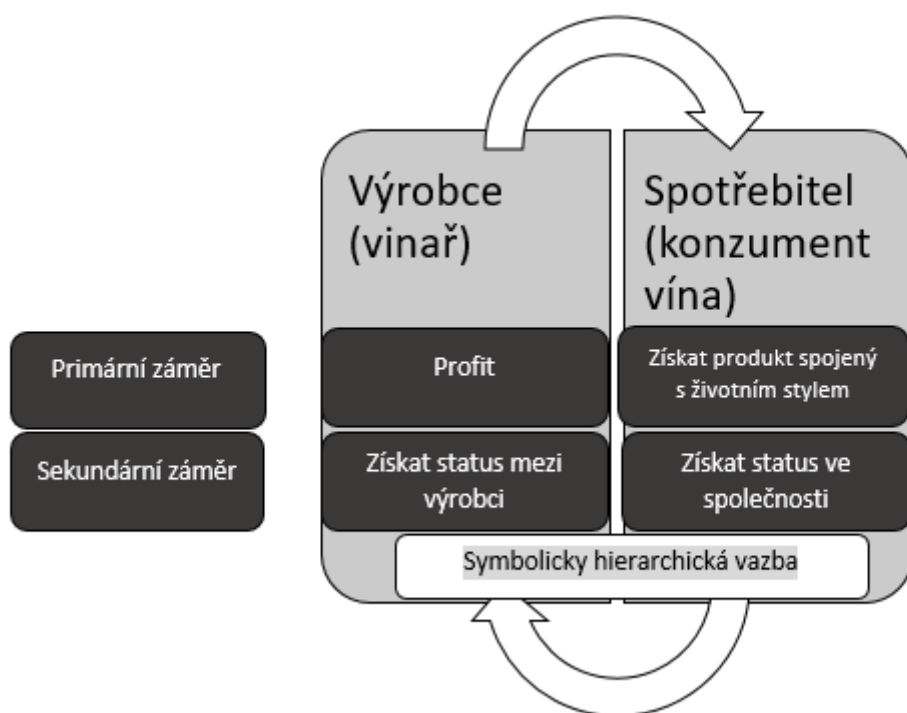 Výrobce
(vinař)
Spotřebitel
(konzument
vína)
Primární záměr
Profit
Získat produkt spojený
s životním stylem
Sekundární záměr
Získat status mezi
výrobci
Získat status ve
společnosti
Symbolicky hierarchická vazba